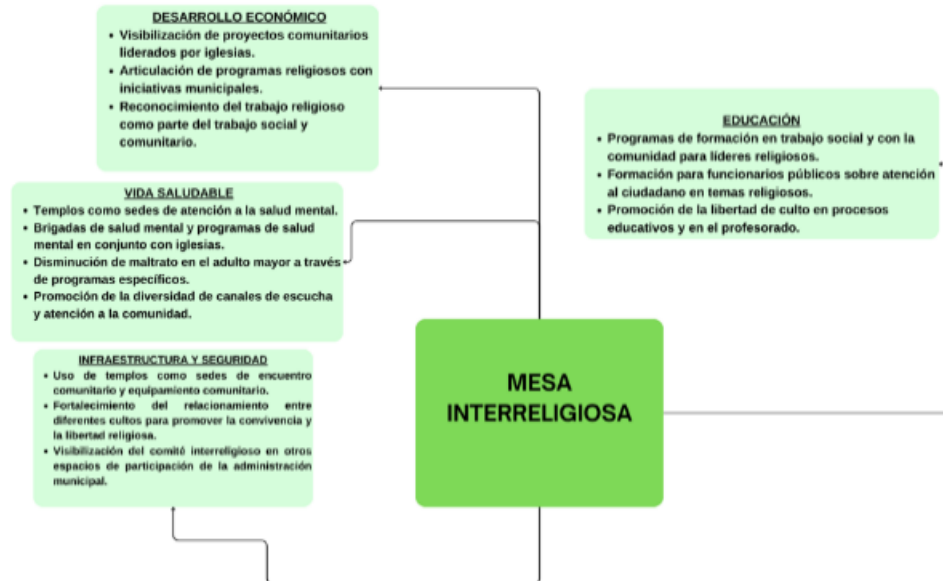 DESARROLLO ECONÓMICO
• Visibilización de proyectos comunitarios
liderados por iglesias.
• Articulación de programas religiosos con
iniciativas municipales.
• Reconocimiento del trabajo religioso
como parte del trabajo social y
comunitario.
EDUCACIÓN
• Programas de formación en trabajo social y con la
comunidad para líderes religiosos.
• Formación para funcionarios públicos sobre atención
al ciudadano en temas religiosos.
• Promoción de la libertad de culto en procesos
educativos y en el profesorado.
VIDA SALUDABLE
• Templos como sedes de atención a la salud mental.
• Brigadas de salud mental y programas de salud
mental en conjunto con iglesias.
• Disminución de maltrato en el adulto mayor a través
de programas específicos.
• Promoción de la diversidad de canales de escucha
y atención a la comunidad.
INFRAESTRUCTURA Y SEGURIDAD
• Uso de templos como sedes de encuentro
comunitario y equipamiento comunitario.
• Fortalecimiento del relacionamiento entre
diferentes cultos para promover la convivencia y
la libertad religiosa.
• Visibilización del comité interreligioso en otros
espacios de participación de la administración
municipal.
MESA
INTERRELIGIOSA